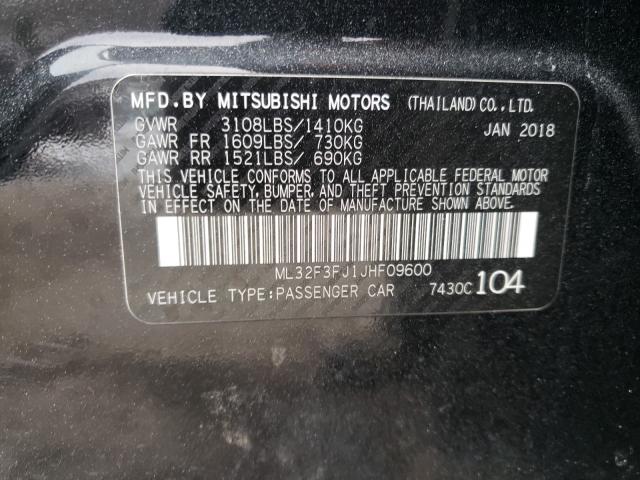 MFD. BY MITSUBISHI MOTORS (THAILAND) CO., LTD.
GVWR 3108LBS/1410KG JAN 2018
GAWR FR 1609LBS/ 730KG
GAWR RR 1521LBS/ 690KG
THIS VEHICLE CONFORMS TO ALL APPLICABLE FEDERAL MOTOR
VEHICLE SAFETY, BUMPER, AND THEFT PREVENTION STANDARDS
IN EFFECT ON THE DATE OF MANUFACTURE SHOWN ABOVE.
ML32F3FJ1JHF09600
VEHICLE TYPE:PASSENGER CAR 7430C 104